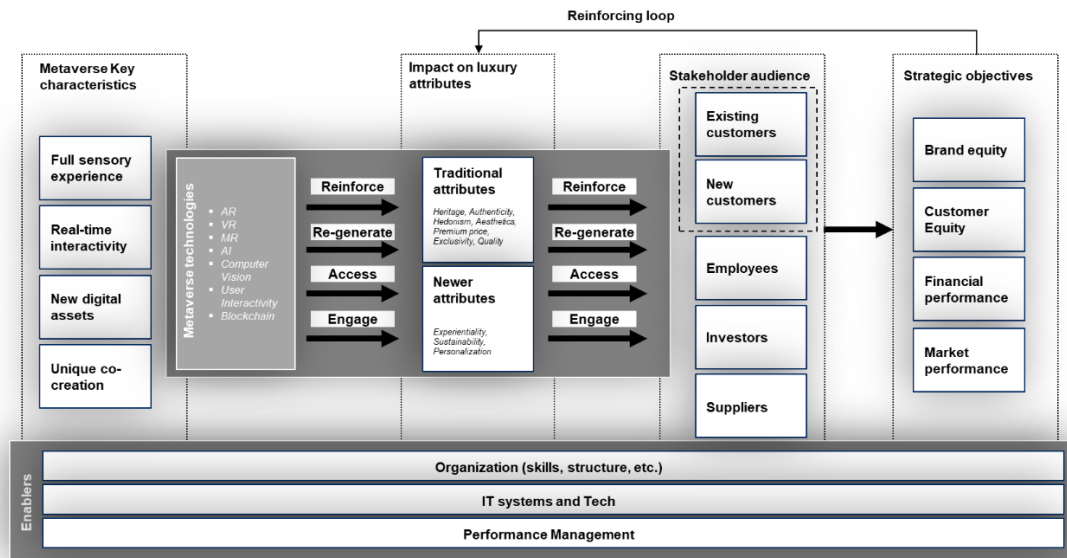 Reinforcing loop
Metaverse Key
characteristics
Full sensory
experience
Real-time
interactivity
New digital
assets
Unique co-
creation
Metaverse technologies
▪ AR
▪ VR
▪ MR
▪ AI
▪ Computer
Vision
▪ User
Interactivity
▪ Blockchain
Reinforce
Re-generate
Access
Engage
Impact on luxury
attributes
Traditional
attributes
Heritage, Authenticity,
Hedonism, Aesthetics,
Premium price,
Exclusivity, Quality
Newer
attributes
Experientiality,
Sustainability,
Personalization
Reinforce
Re-generate
Access
Engage
Stakeholder audience
Existing
customers
New
customers
Employees
Investors
Suppliers
Strategic objectives
Brand equity
Customer
Equity
Financial
performance
Market
performance
Enablers
Organization (skills, structure, etc.)
IT systems and Tech
Performance Management